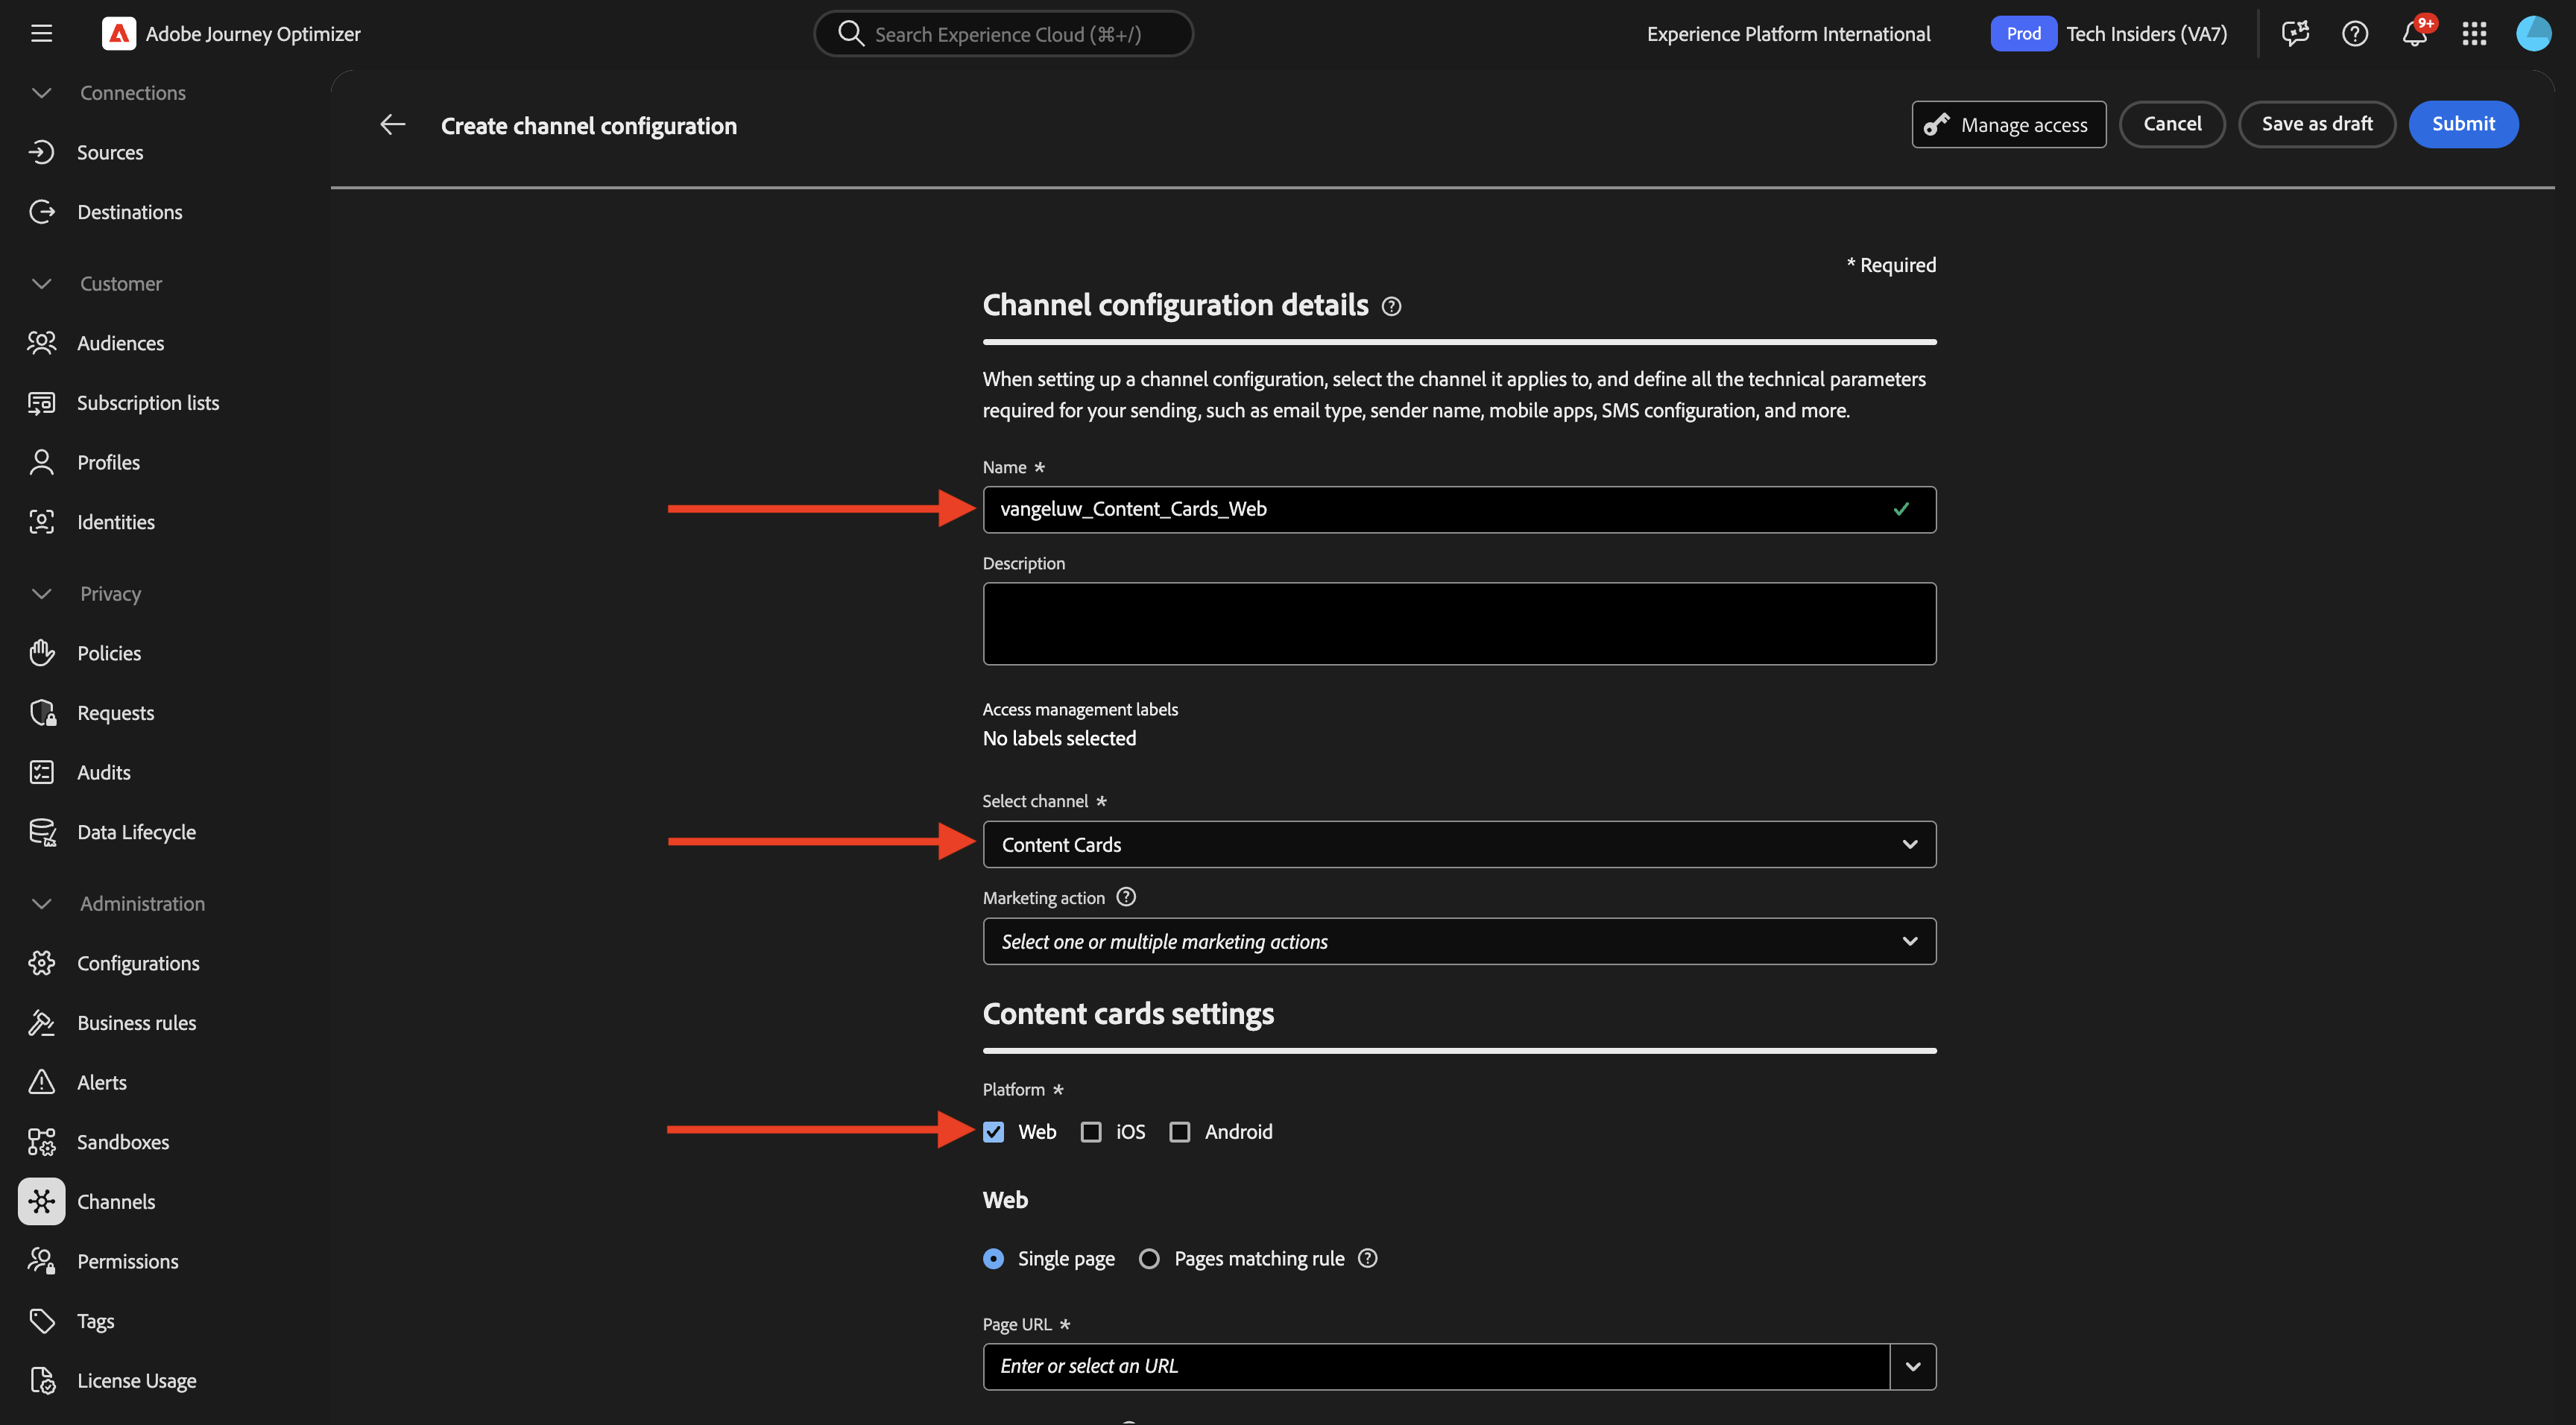 Adobe Journey Optimizer
Search Experience Cloud (⌘+/)
Experience Platform International
Prod
Tech Insiders (VA7)
9+
Connections
Sources
Destinations
Customer
Audiences
Subscription lists
Profiles
Identities
Privacy
Policies
Requests
Audits
Data Lifecycle
Administration
Configurations
Business rules
Alerts
Sandboxes
Channels
Permissions
Tags
License Usage
Create channel configuration
Manage access
Cancel
Save as draft
Submit
* Required
Channel configuration details
When setting up a channel configuration, select the channel it applies to, and define all the technical parameters
required for your sending, such as email type, sender name, mobile apps, SMS configuration, and more.
Name *
vangeluw_Content_Cards_Web
Description
Access management labels
No labels selected
Select channel *
Content Cards
Marketing action
Select one or multiple marketing actions
Content cards settings
Platform *
Web iOS Android
Web
Single page Pages matching rule
Page URL *
Enter or select an URL